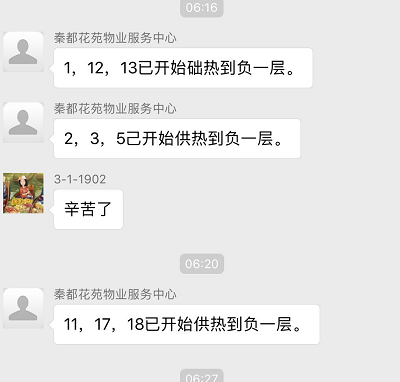 06:16
秦都花苑物业服务中心
1，12，13已开始础热到负一层。
秦都花苑物业服务中心
2，3，5己开始供热到负一层。
3-1-1902
辛苦了
06:20
秦都花苑物业服务中心
11，17，18已开始供热到负一层。
06:27